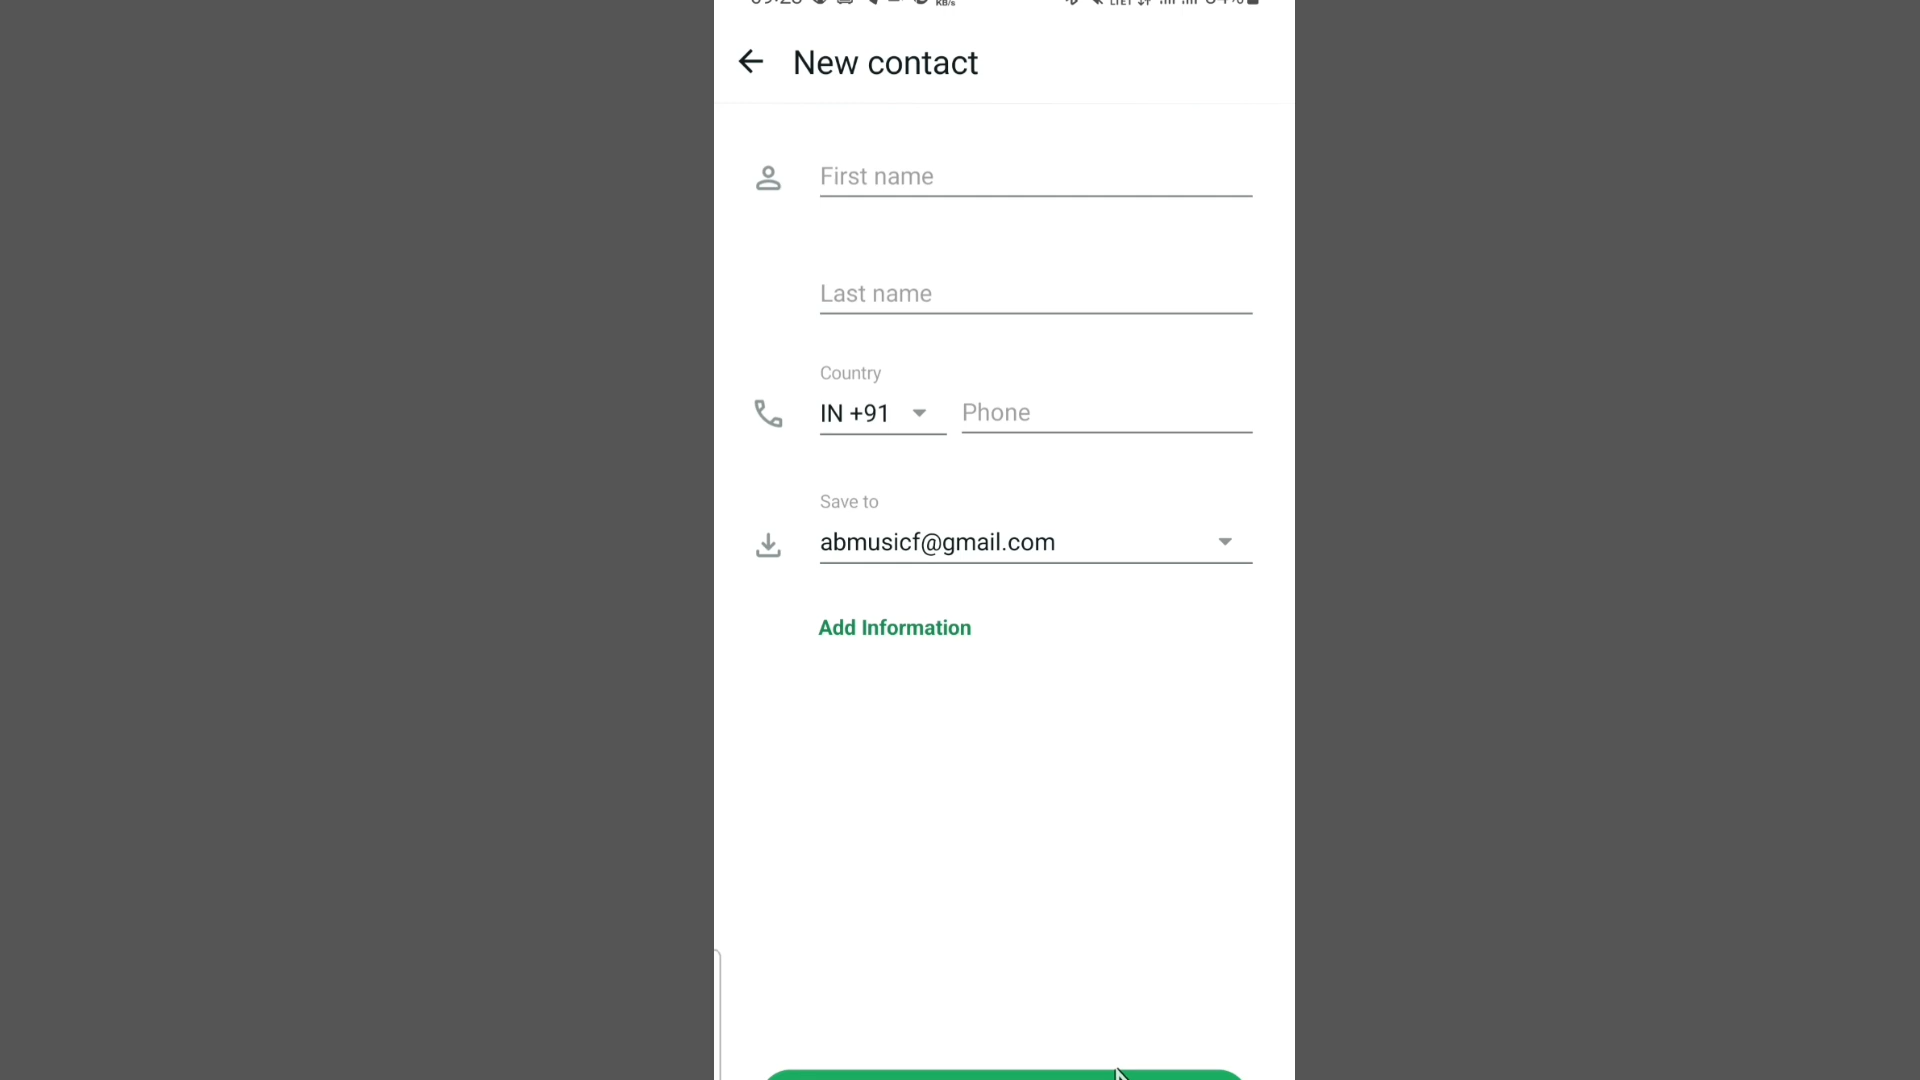 New contact
First name
Last name
Country
IN +91
Phone
Save to
abmusicf@gmail.com
Add Information